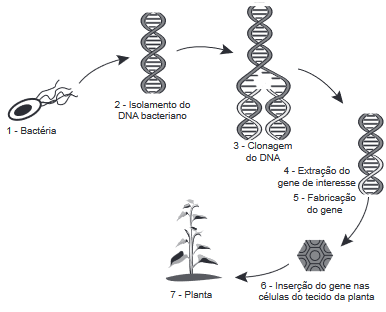 1 - Bactéria
2 - Isolamento do
DNA bacteriano
3 - Clonagem
do DNA
4 - Extração do
gene de interesse
5 - Fabricação
do gene
6 - Inserção do gene nas
células do tecido da planta
7 - Planta